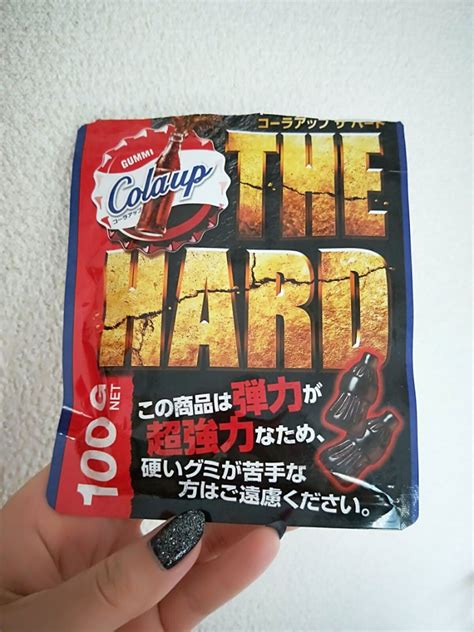 コーラアップ ザ ハード
GUMMI
Colaup
コーラアップ
THE
HARD
100G
NET
この商品は弾力が
超強力なため、
硬いグミが苦手な
方はご遠慮ください。